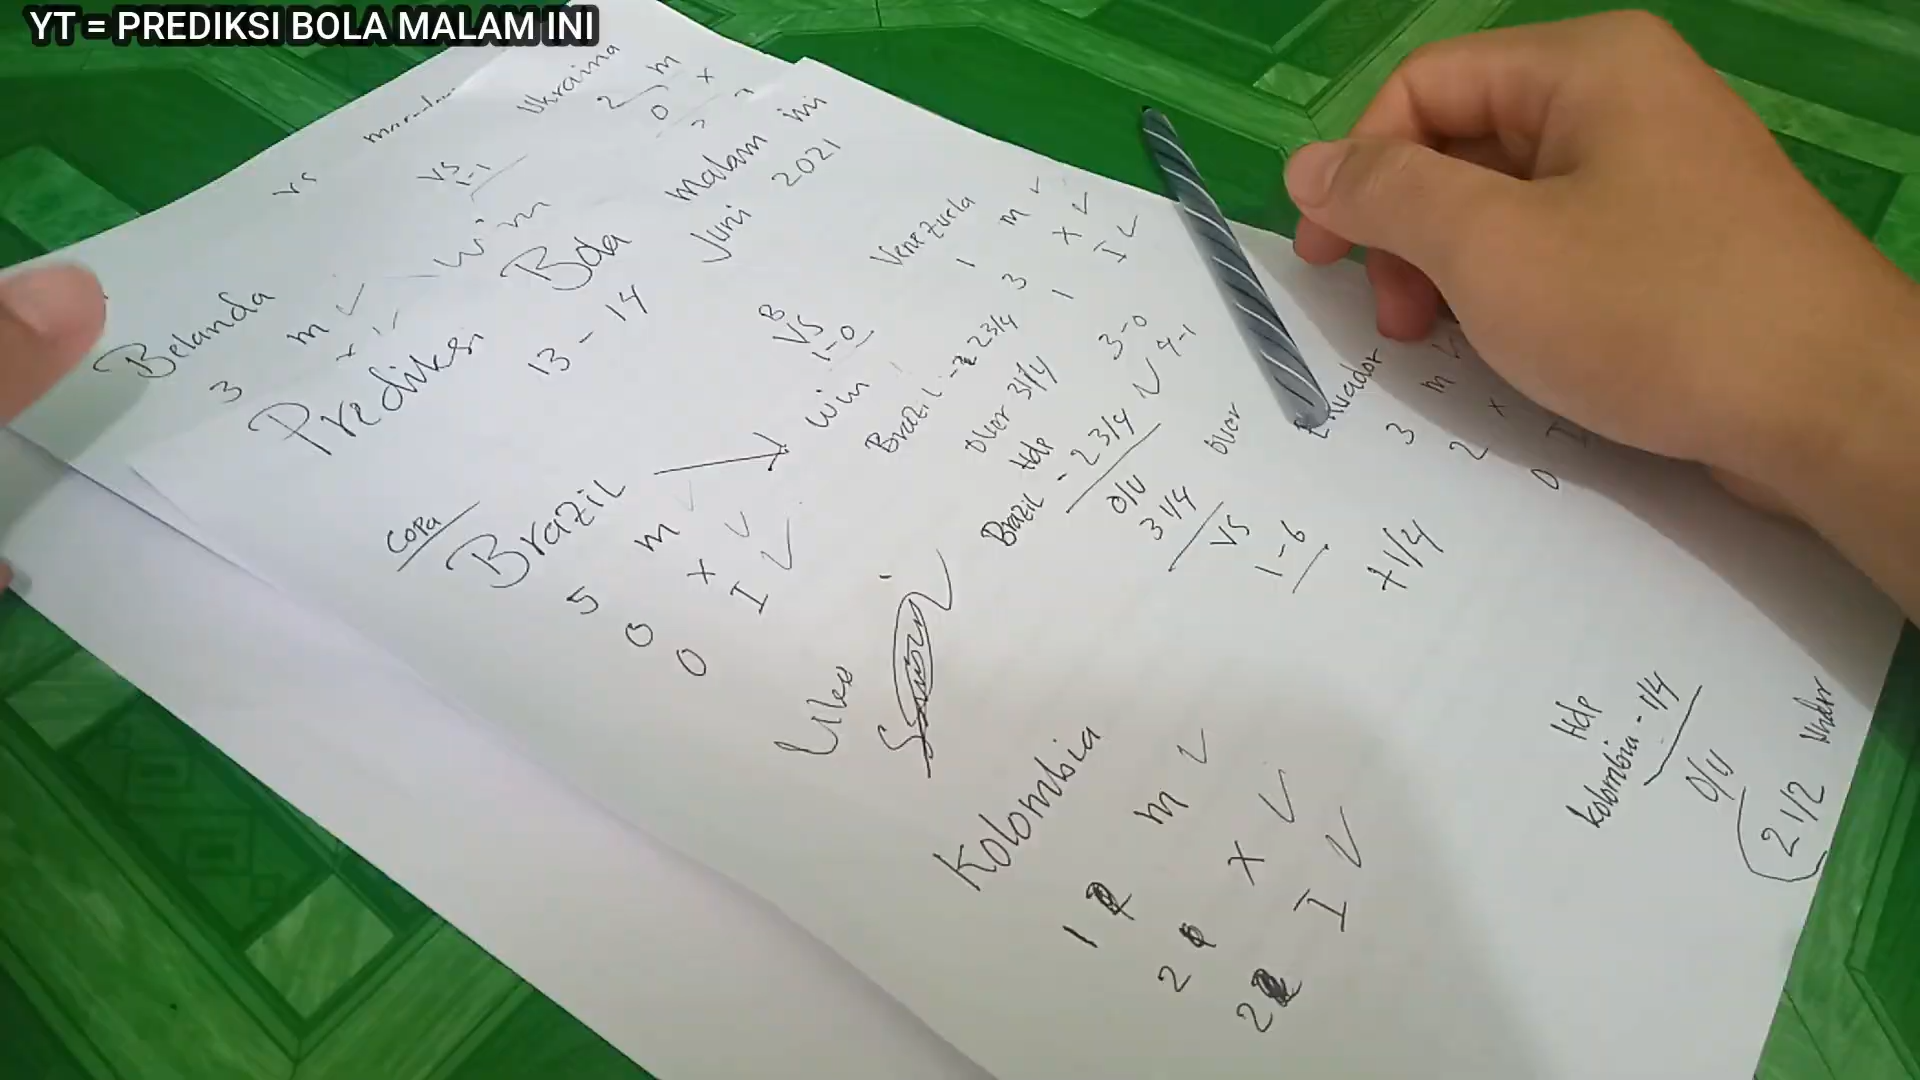 YT = PREDIKSI BOLA MALAM INI
vs
Ukraina
2 m
0 x
vs
1-1
Belanda
win
3 m ✓
x
Prediksi Bola malam ini
13 - 14 Juni 2021
Copa
Brazil → win
B
vs
1-0
Venezuela
5 m ✓
0 x ✓
0 I ✓
1 m ✓
3 x ✓
1 I ✓
Brazil - 2 3/4
over 3 1/4
Hdp
Brazil - 2 3/4 ✓
3-0
4-1
O/U
3 1/4
over
Kolombia
vs
1-6
Ekuador
1 m ✓
2 x ✓
2 I ✓
3 m ✓
2 x
0 I
+1/4
Hdp
Kolombia - 1/4
O/U
2 1/2
Under